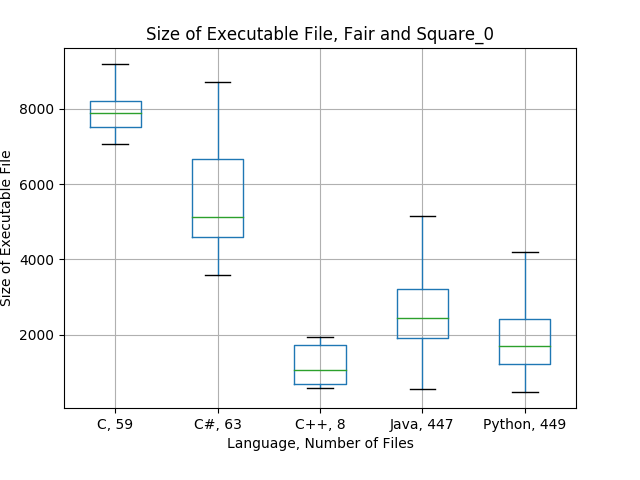 Size of Executable File, Fair and Square_0
Size of Executable File
8000
6000
4000
2000
C, 59
C#, 63
C++, 8
Java, 447
Python, 449
Language, Number of Files